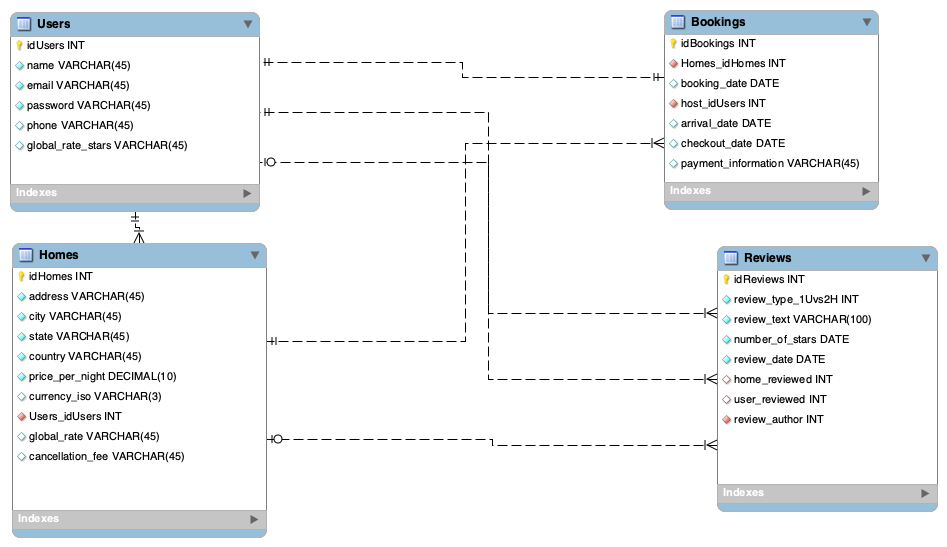 Users
idUsers INT
name VARCHAR(45)
email VARCHAR(45)
password VARCHAR(45)
phone VARCHAR(45)
global_rate_stars VARCHAR(45)
Indexes
Bookings
idBookings INT
Homes_idHomes INT
booking_date DATE
host_idUsers INT
arrival_date DATE
checkout_date DATE
payment_information VARCHAR(45)
Indexes
Homes
idHomes INT
address VARCHAR(45)
city VARCHAR(45)
state VARCHAR(45)
country VARCHAR(45)
price_per_night DECIMAL(10)
currency_iso VARCHAR(3)
Users_idUsers INT
global_rate VARCHAR(45)
cancellation_fee VARCHAR(45)
Indexes
Reviews
idReviews INT
review_type_1Uvs2H INT
review_text VARCHAR(100)
number_of_stars DATE
review_date DATE
home_reviewed INT
user_reviewed INT
review_author INT
Indexes